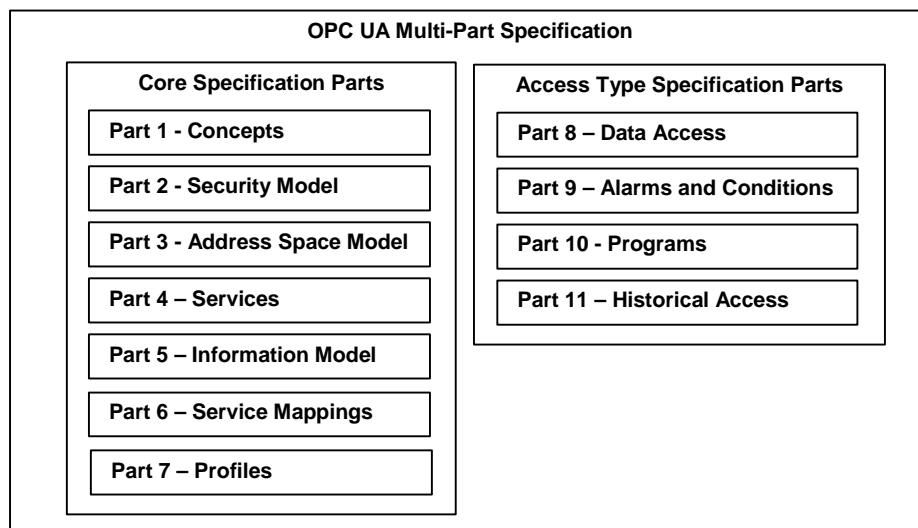 OPC UA Multi-Part Specification
Core Specification Parts
Part 1 - Concepts
Part 2 - Security Model
Part 3 - Address Space Model
Part 4 – Services
Part 5 – Information Model
Part 6 – Service Mappings
Part 7 – Profiles
Access Type Specification Parts
Part 8 – Data Access
Part 9 – Alarms and Conditions
Part 10 - Programs
Part 11 – Historical Access